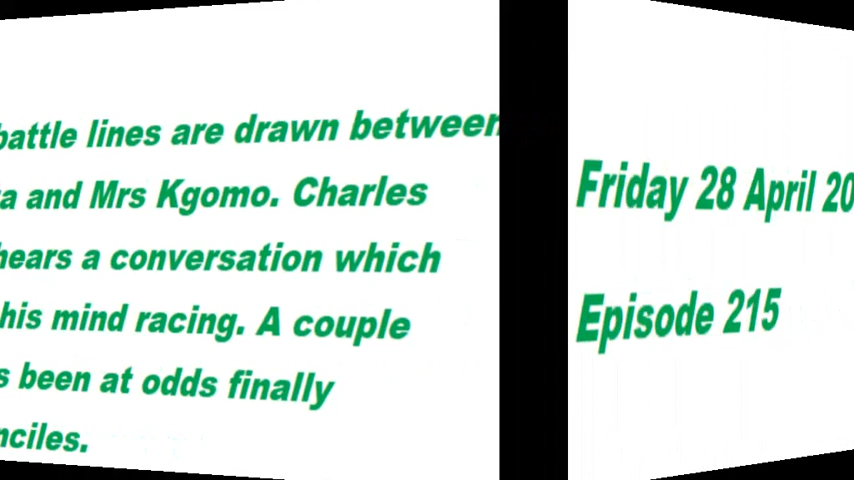 battle lines are drawn between
and Mrs Kgomo. Charles
hears a conversation which
his mind racing. A couple
been at odds finally
Friday 28 April 20
Episode 215